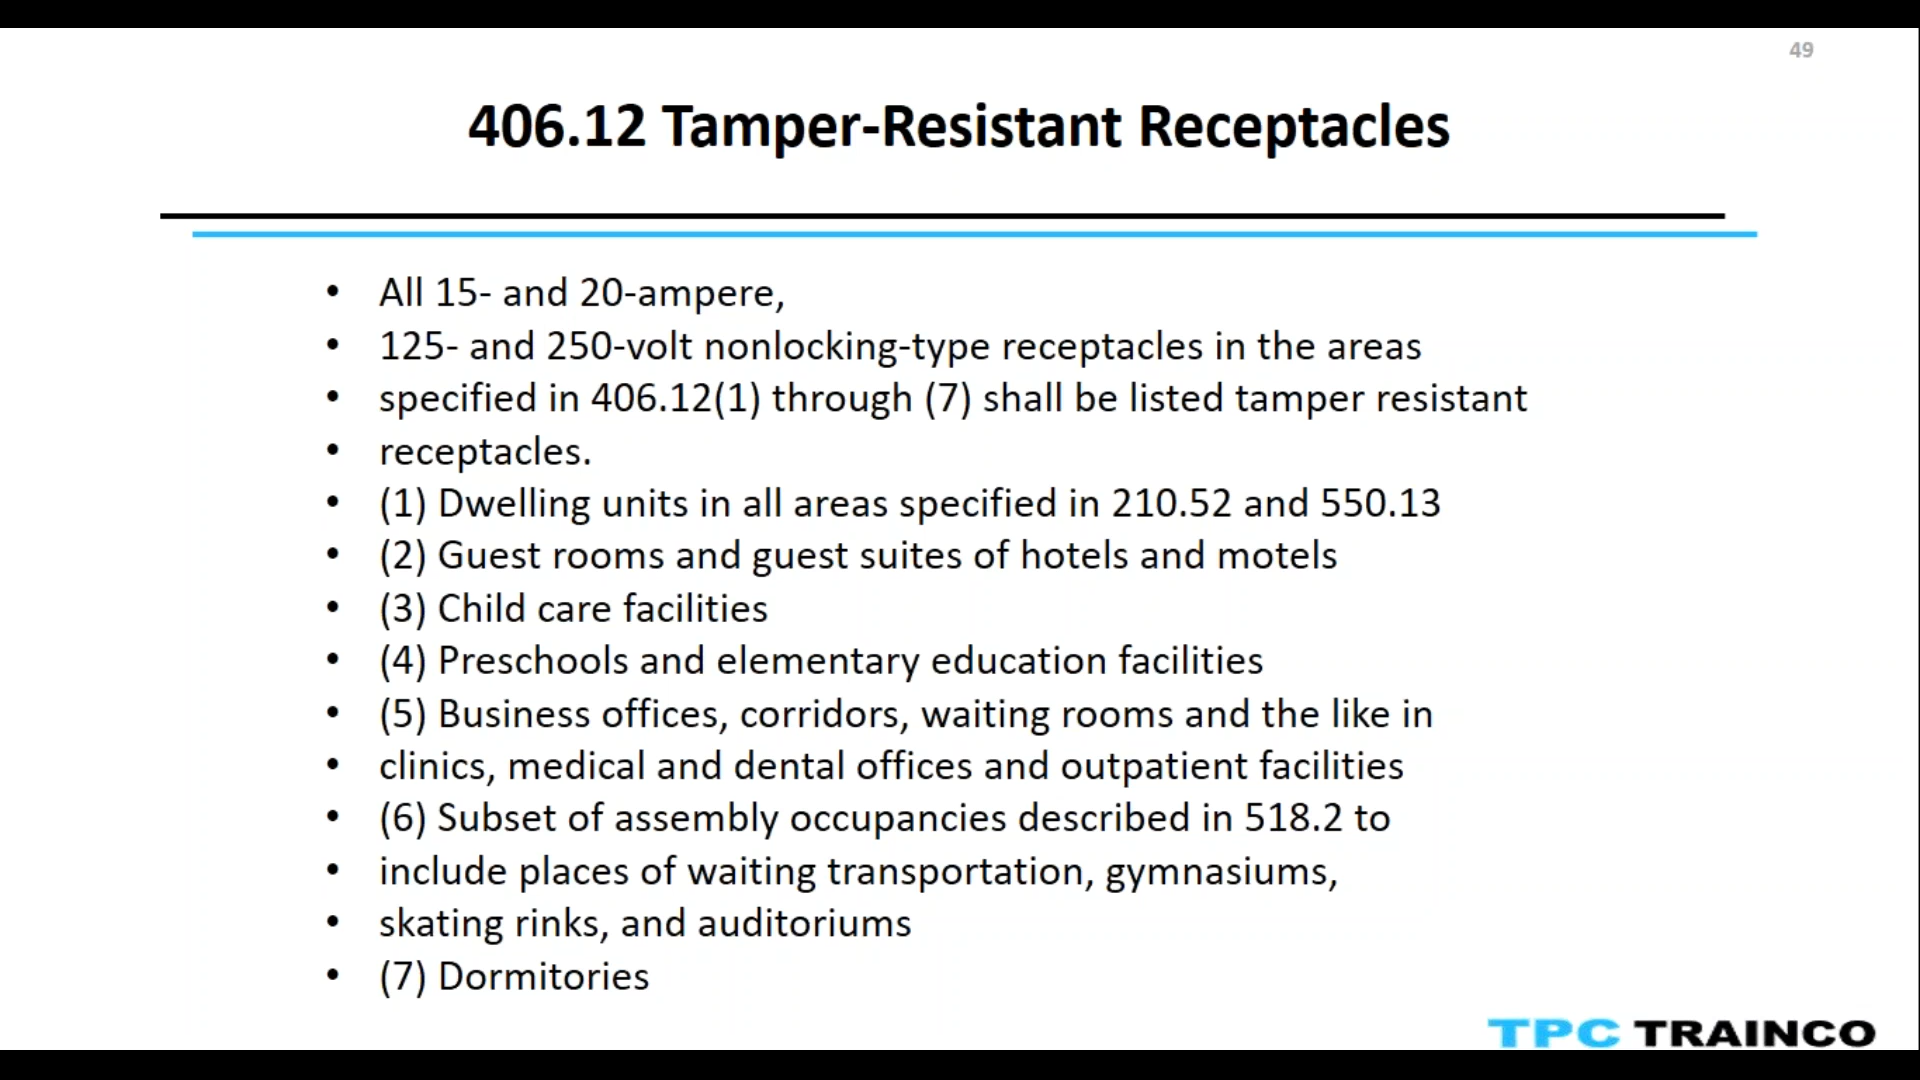 49
406.12 Tamper-Resistant Receptacles
• All 15- and 20-ampere,
• 125- and 250-volt nonlocking-type receptacles in the areas
• specified in 406.12(1) through (7) shall be listed tamper resistant
• receptacles.
• (1) Dwelling units in all areas specified in 210.52 and 550.13
• (2) Guest rooms and guest suites of hotels and motels
• (3) Child care facilities
• (4) Preschools and elementary education facilities
• (5) Business offices, corridors, waiting rooms and the like in
• clinics, medical and dental offices and outpatient facilities
• (6) Subset of assembly occupancies described in 518.2 to
• include places of waiting transportation, gymnasiums,
• skating rinks, and auditoriums
• (7) Dormitories
TPC TRAINCO